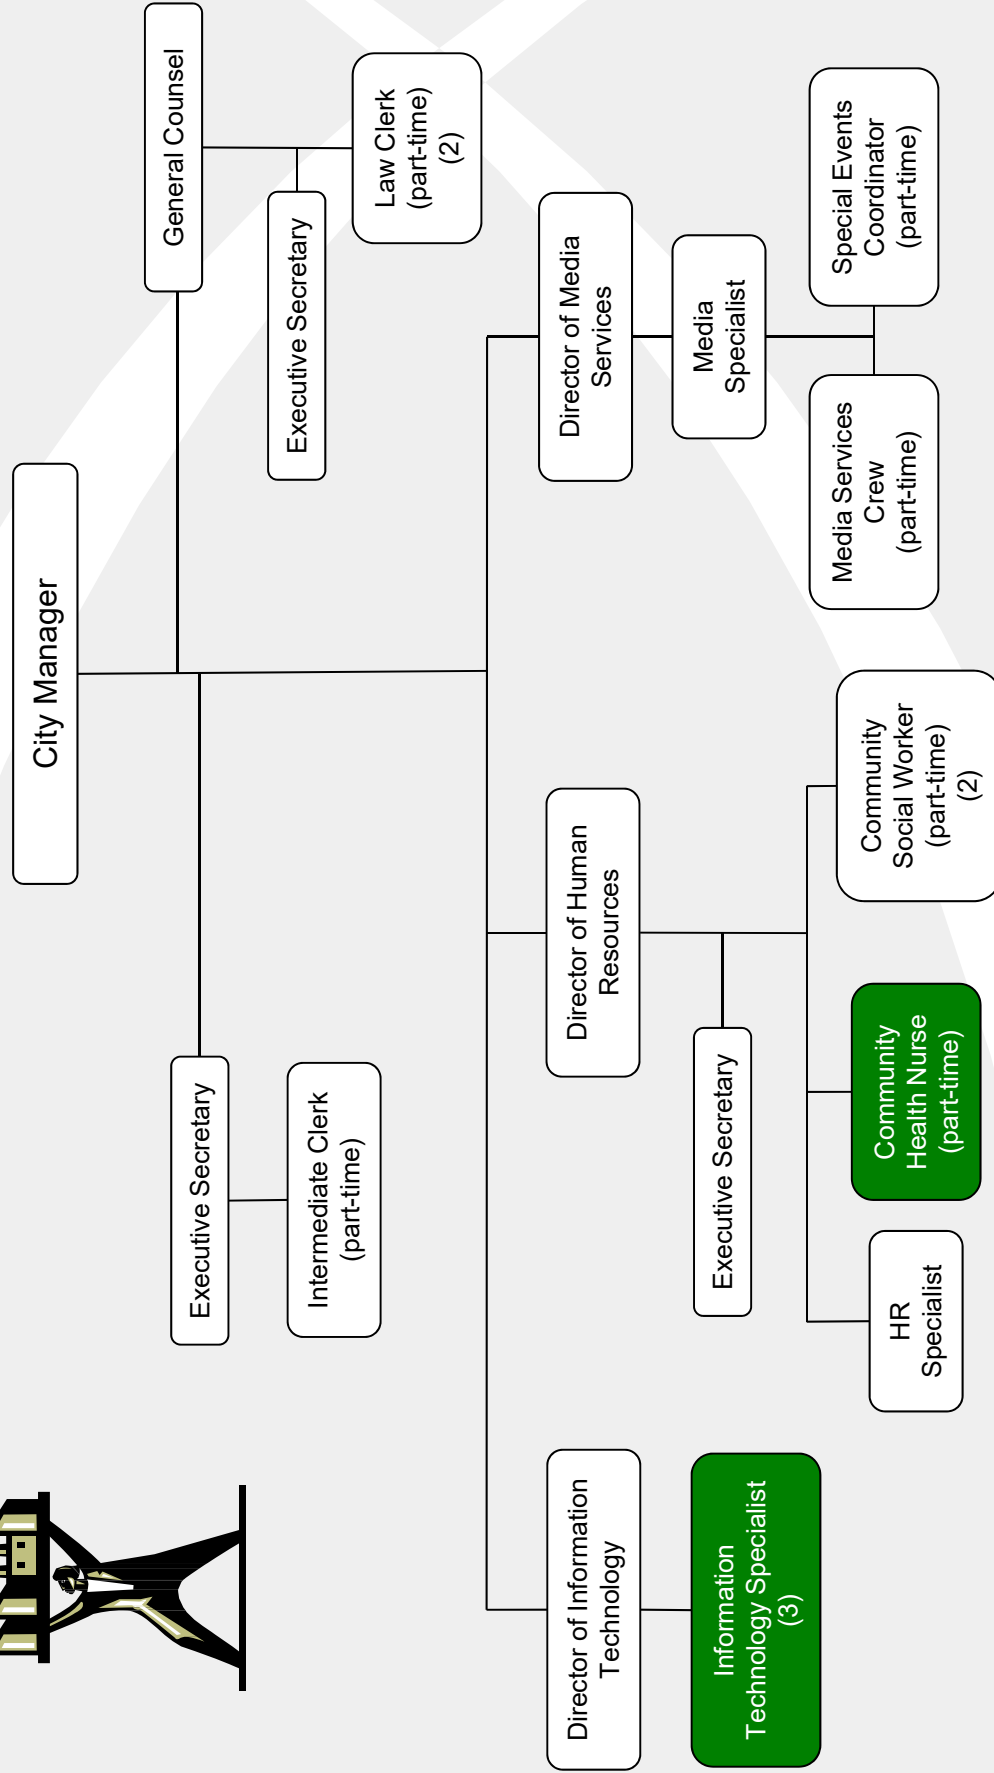 City Manager
Executive Secretary
General Counsel
Intermediate Clerk
(part-time)
Executive Secretary
Law Clerk
(part-time)
(2)
Director of Information
Technology
Director of Human
Resources
Director of Media
Services
Information
Technology Specialist
(3)
Executive Secretary
Media
Specialist
HR
Specialist
Community
Health Nurse
(part-time)
Community
Social Worker
(part-time)
(2)
Media Services
Crew
(part-time)
Special Events
Coordinator
(part-time)